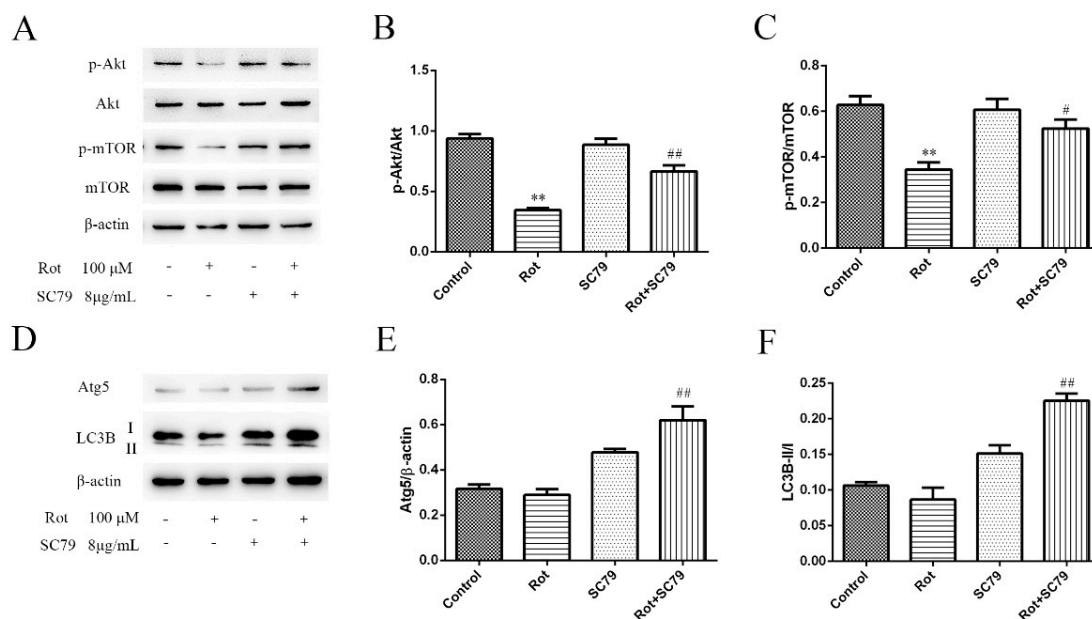 A
p-Akt
Akt
p-mTOR
mTOR
β-actin
Rot 100 μM - + - +
SC79 8μg/mL - - + +
B
p-Akt/Akt
1.5
1.0
0.5
0.0
**
##
Control
Rot
SC79
Rot+SC79
C
p-mTOR/mTOR
0.6
0.4
0.2
0.0
**
#
Control
Rot
SC79
Rot+SC79
D
Atg5
LC3B I
II
β-actin
Rot 100 μM - + - +
SC79 8μg/mL - - + +
E
Atg5/β-actin
0.8
0.6
0.4
0.2
0.0
##
Control
Rot
SC79
Rot+SC79
F
LC3B-II/I
0.25
0.20
0.15
0.10
0.05
0.00
##
Control
Rot
SC79
Rot+SC79